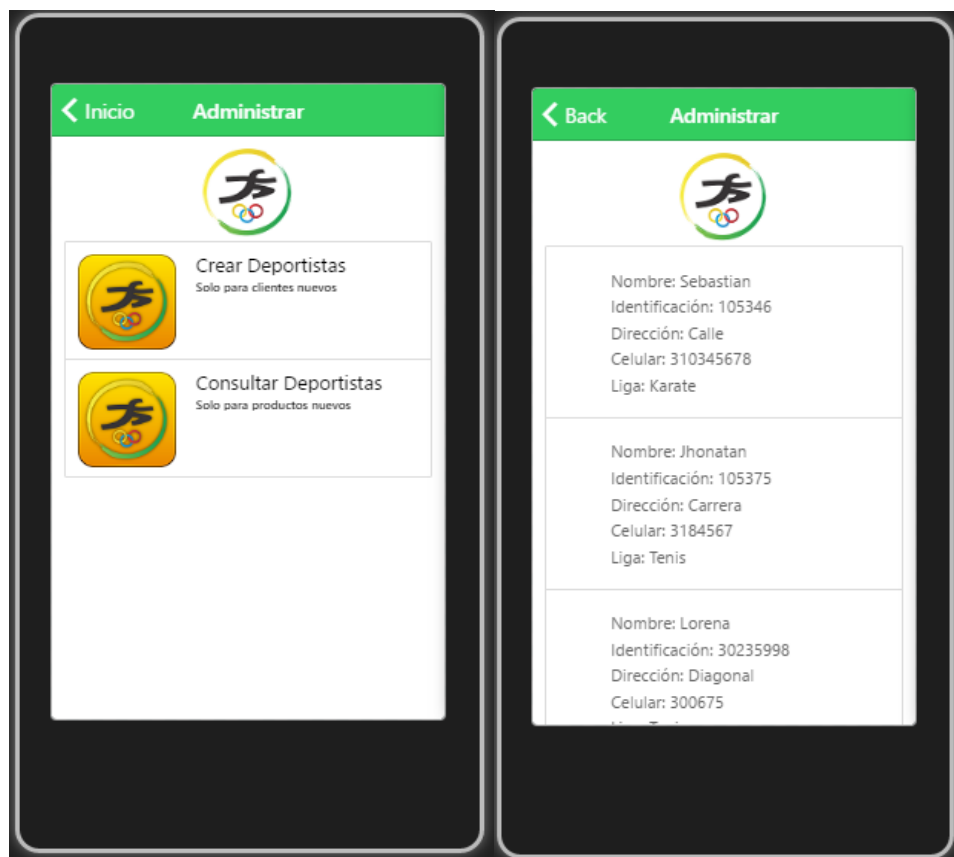 Inicio
Administrar
Crear Deportistas
Solo para clientes nuevos
Consultar Deportistas
Solo para productos nuevos
Back
Administrar
Nombre: Sebastian
Identificación: 105346
Dirección: Calle
Celular: 310345678
Liga: Karate
Nombre: Jhonatan
Identificación: 105375
Dirección: Carrera
Celular: 3184567
Liga: Tenis
Nombre: Lorena
Identificación: 30235998
Dirección: Diagonal
Celular: 300675